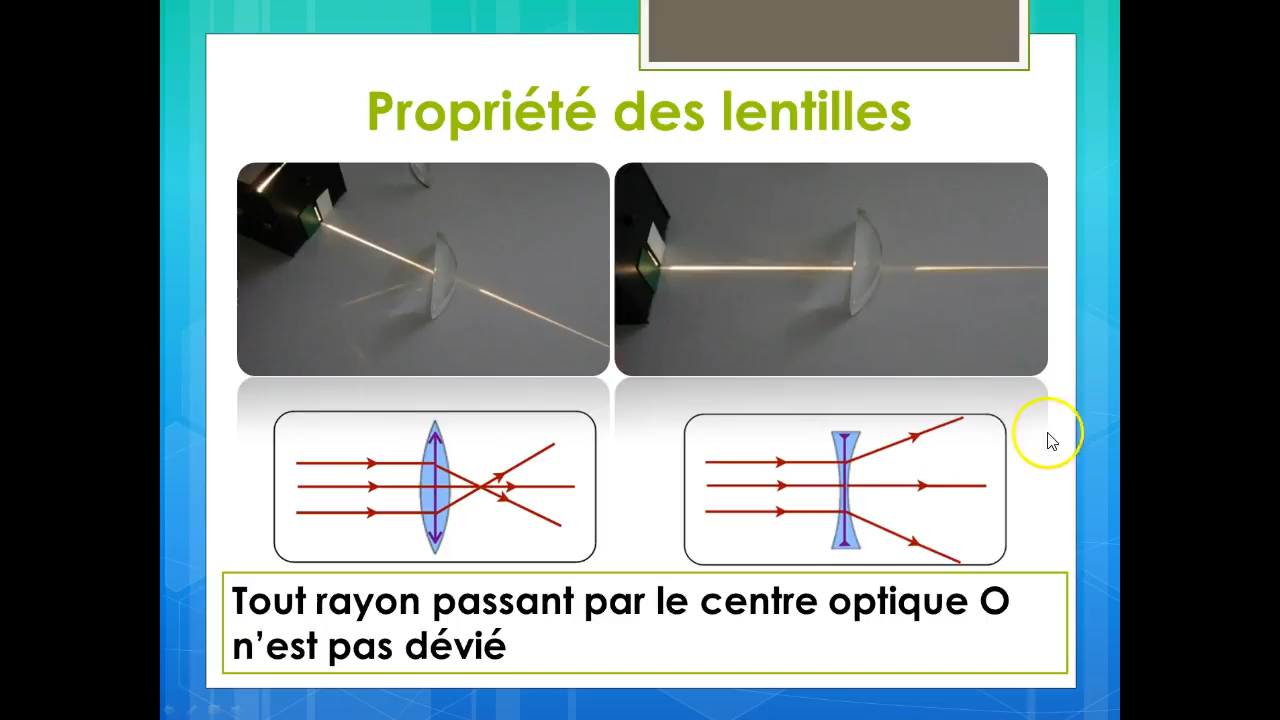 Propriété des lentilles
Tout rayon passant par le centre optique O
n’est pas dévié